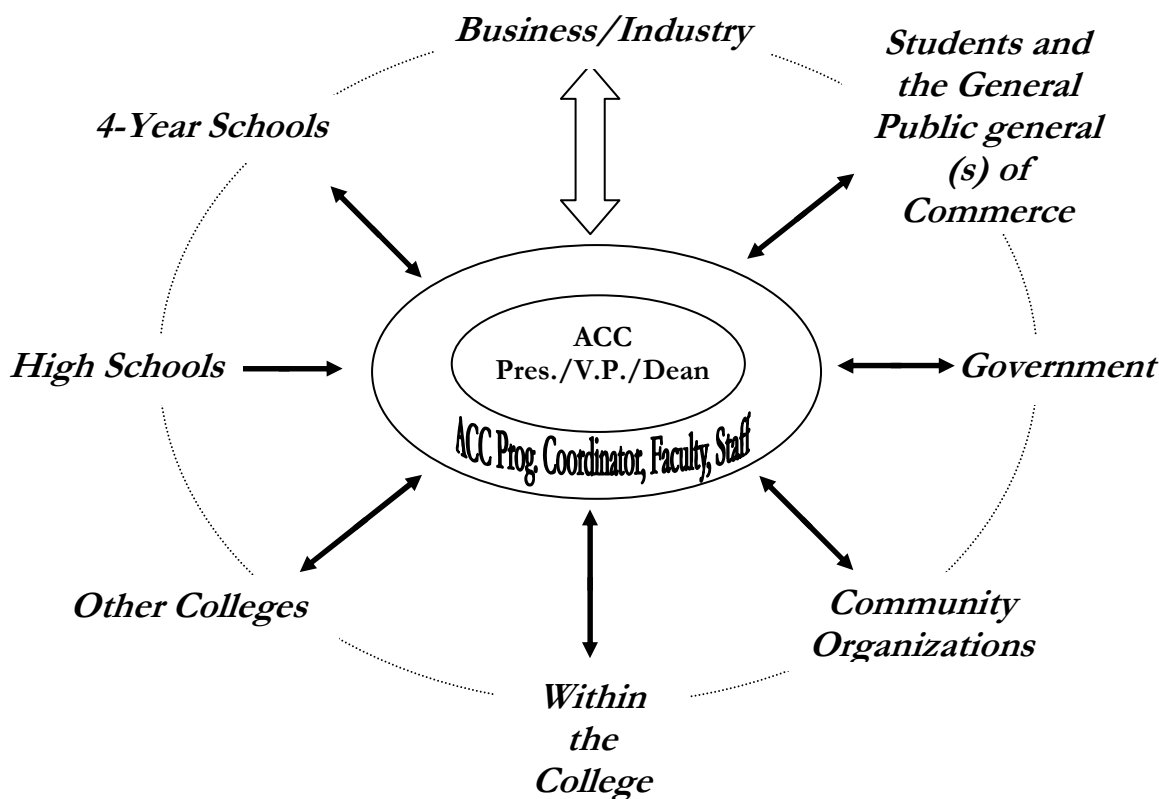 Business/Industry
Students and
the General
Public general
(s) of
Commerce
4-Year Schools
High Schools
ACC
Pres./V.P./Dean
ACC Prog. Coordinator, Faculty, Staff
Government
Other Colleges
Community
Organizations
Within
the
College